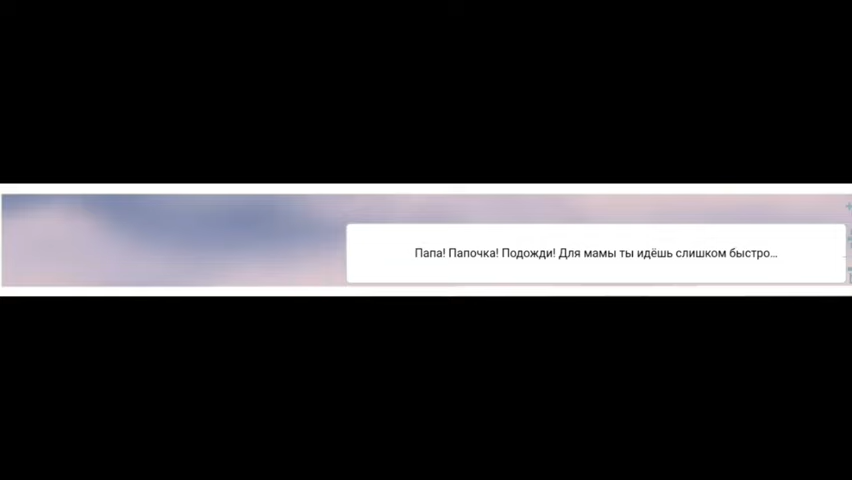 Папа! Папочка! Подожди! Для мамы ты идёшь слишком быстро...